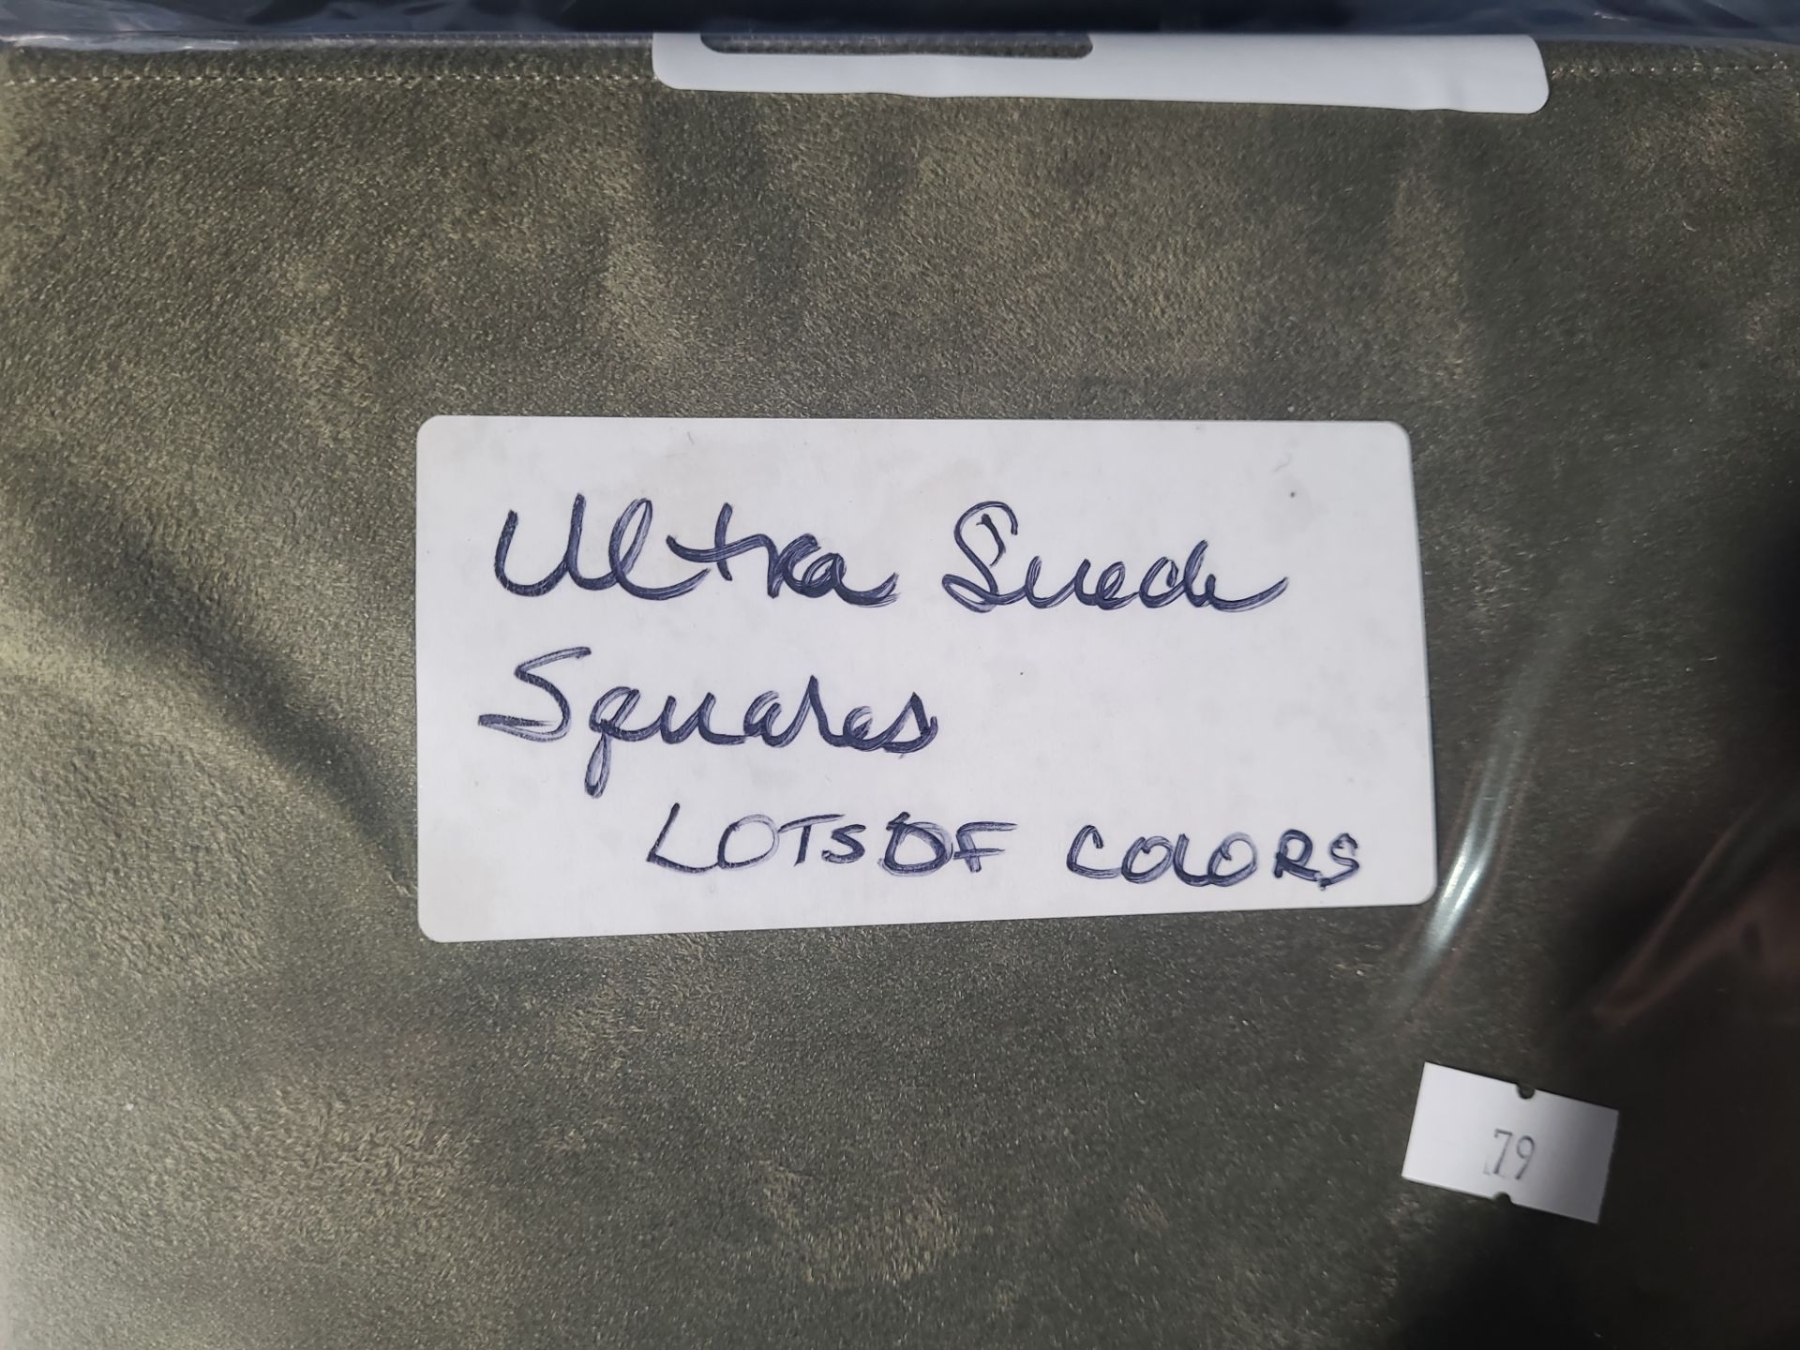 Ultra Suede
Squares
LOTS OF COLORS
79